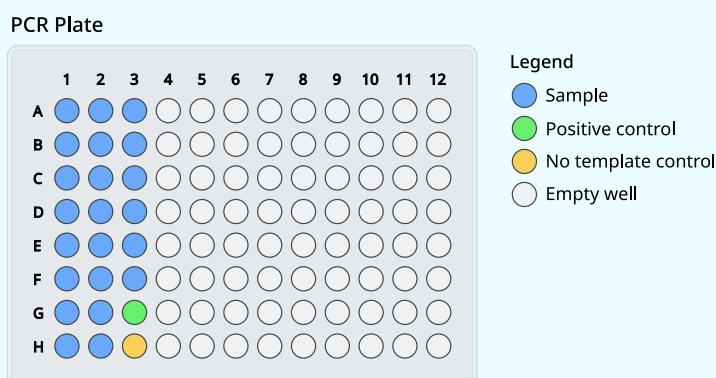 PCR Plate
Legend
1 2 3 4 5 6 7 8 9 10 11 12
A
Sample
B
Positive control
C
No template control
D
Empty well
E
F
G
H